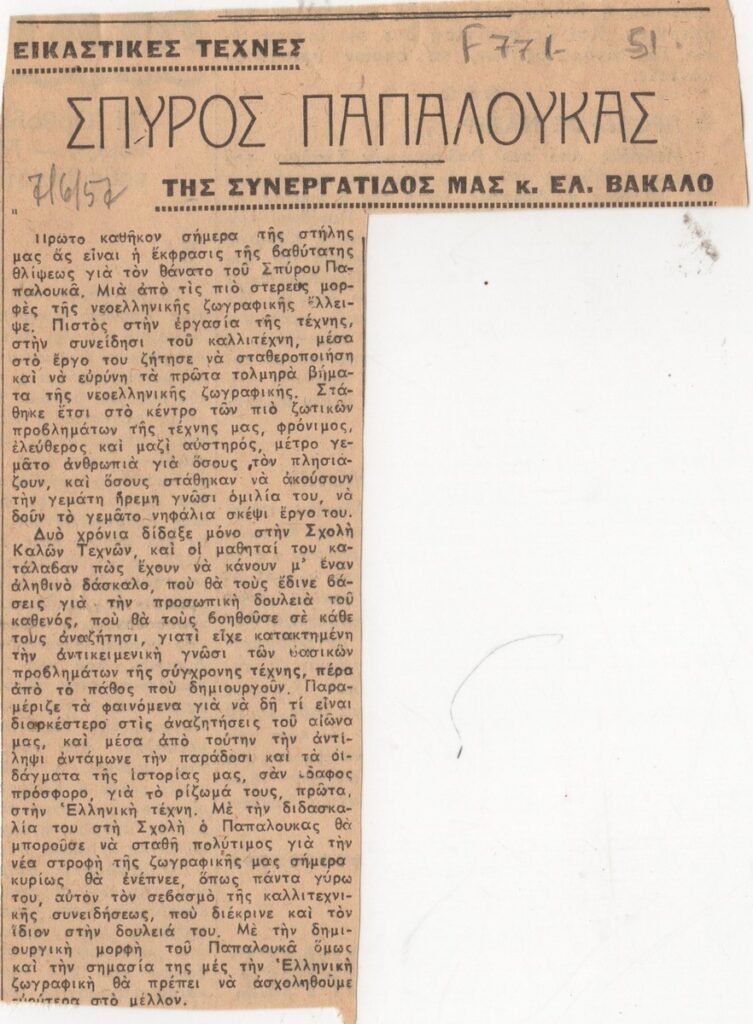 ΕΙΚΑΣΤΙΚΕΣ ΤΕΧΝΕΣ
F 771- 51.
ΣΠΥΡΟΣ ΠΑΠΑΛΟΥΚΑΣ
7/6/57
ΤΗΣ ΣΥΝΕΡΓΑΤΙΔΟΣ ΜΑΣ κ. ΕΛ. ΒΑΚΑΛΟ
Πρῶτο καθῆκον σήμερα τῆς στήλης
μας ἄς εἶναι ἡ ἔκφρασις τῆς βαθύτατης
θλίψεως γιὰ τὸν θάνατο τοῦ Σπύρου Πα-
παλουκᾶ. Μιὰ ἀπὸ τὶς πιὸ στερεὲς μορ-
φὲς τῆς νεοελληνικῆς ζωγραφικῆς ἔλλει-
ψε. Πιστὸς στὴν ἐργασία τῆς τέχνης,
στὴν συνείδησι τοῦ καλλιτέχνη, μέσα
στὸ ἔργο του ζήτησε νὰ σταθεροποιήση
καὶ νὰ εὐρύνη τὰ πρῶτα τολμηρὰ βήμα-
τα τῆς νεοελληνικῆς ζωγραφικῆς. Στά-
θηκε ἔτσι στὸ κέντρο τῶν πιὸ ζωτικῶν
προβλημάτων τῆς τέχνης μας, φρόνιμος,
ἐλεύθερος καὶ μαζὶ αὐστηρός, μέτρο γε-
μᾶτο ἀνθρωπιὰ γιὰ ὅσους τὸν πλησιά-
ζουν, καὶ ὅσους στάθηκαν νὰ ἀκούσουν
τὴν γεμάτη ἤρεμη γνῶσι ὁμιλία του, νὰ
δοῦν τὸ γεμᾶτο νηφάλια σκέψι ἔργο του.
Δυὸ χρόνια δίδαξε μόνο στὴν Σχολὴ
Καλῶν Τεχνῶν, καὶ οἱ μαθηταί του κα-
τάλαβαν πὼς ἔχουν νὰ κάνουν μ' ἕναν
ἀληθινὸ δάσκαλο, ποὺ θὰ τοὺς ἔδινε βά-
σεις γιὰ τὴν προσωπικὴ δουλειὰ τοῦ
καθενός, ποὺ θὰ τοὺς βοηθοῦσε σὲ κάθε
τους ἀναζήτησι, γιατὶ εἶχε κατακτημένη
τὴν ἀντικειμενικὴ γνῶσι τῶν βασικῶν
προβλημάτων τῆς σύγχρονης τέχνης, πέρα
ἀπὸ τὸ πάθος ποὺ δημιουργοῦν. Παρα-
μέριζε τὰ φαινόμενα γιὰ νὰ δῆ τί εἶναι
διαρκέστερο στὶς ἀναζητήσεις τοῦ αἰῶνα
μας, καὶ μέσα ἀπὸ τούτην τὴν ἀντί-
ληψι ἀντάμωνε τὴν παράδοσι καὶ τὰ δι-
δάγματα τῆς ἱστορίας μας, σὰν ἔδαφος
πρόσφορο, γιὰ τὸ ρίζωμά τους, πρῶτα,
στὴν Ἑλληνικὴ τέχνη. Μὲ τὴν διδασκα-
λία του στὴ Σχολὴ ὁ Παπαλουκας θὰ
μποροῦσε νὰ σταθῆ πολύτιμος γιὰ τὴν
νέα στροφὴ τῆς ζωγραφικῆς μας σήμερα
κυρίως θὰ ἐνέπνεε, ὅπως πάντα γύρω
του, αὐτὸν τὸν σεβασμὸ τῆς καλλιτεχνι-
κῆς συνειδήσεως, ποὺ διέκρινε καὶ τὸν
ἴδιον στὴν δουλειά του. Μὲ τὴν δημι-
ουργικὴ μορφὴ τοῦ Παπαλουκᾶ ὅμως
καὶ τὴν σημασία της μὲς τὴν Ἑλληνικὴ
ζωγραφικὴ θὰ πρέπει νὰ ἀσχοληθοῦμε
εὐρύτερα στὸ μέλλον.